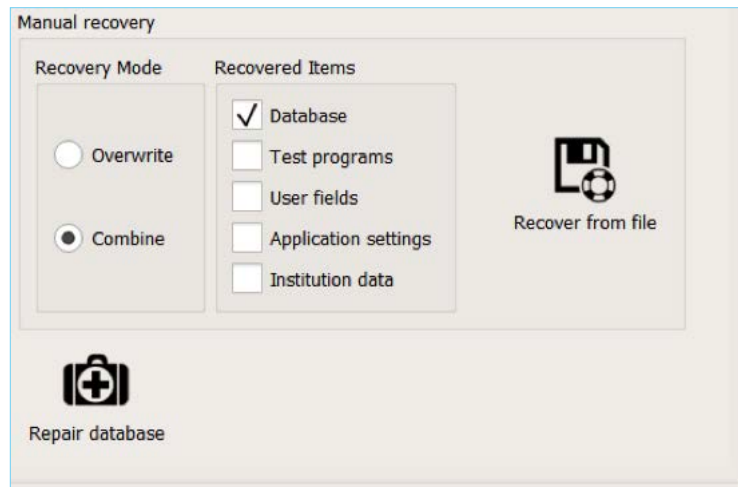 Manual recovery
Recovery Mode
Recovered Items
Overwrite
Combine
Database
Test programs
User fields
Application settings
Institution data
Recover from file
Repair database